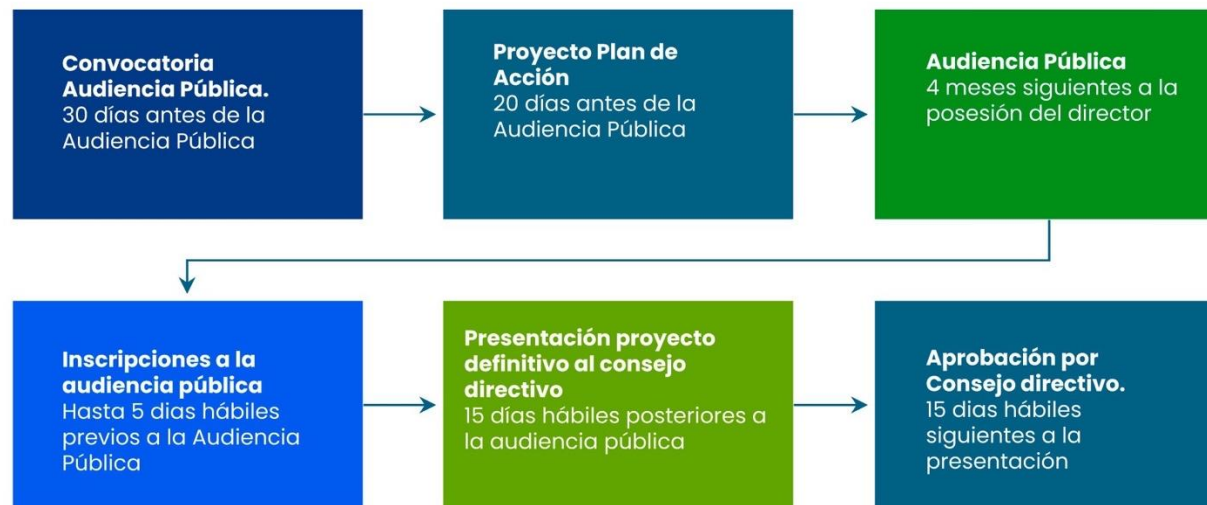 Convocatoria
Audiencia Pública.
30 días antes de la
Audiencia Pública
Proyecto Plan de
Acción
20 días antes de la
Audiencia Pública
Audiencia Pública
4 meses siguientes a la
posesión del director
Inscripciones a la
audiencia pública
Hasta 5 dias hábiles
previos a la Audiencia
Pública
Presentación proyecto
definitivo al consejo
directivo
15 días hábiles posteriores a
la audiencia pública
Aprobación por
Consejo directivo.
15 dias hábiles
siguientes a la
presentación